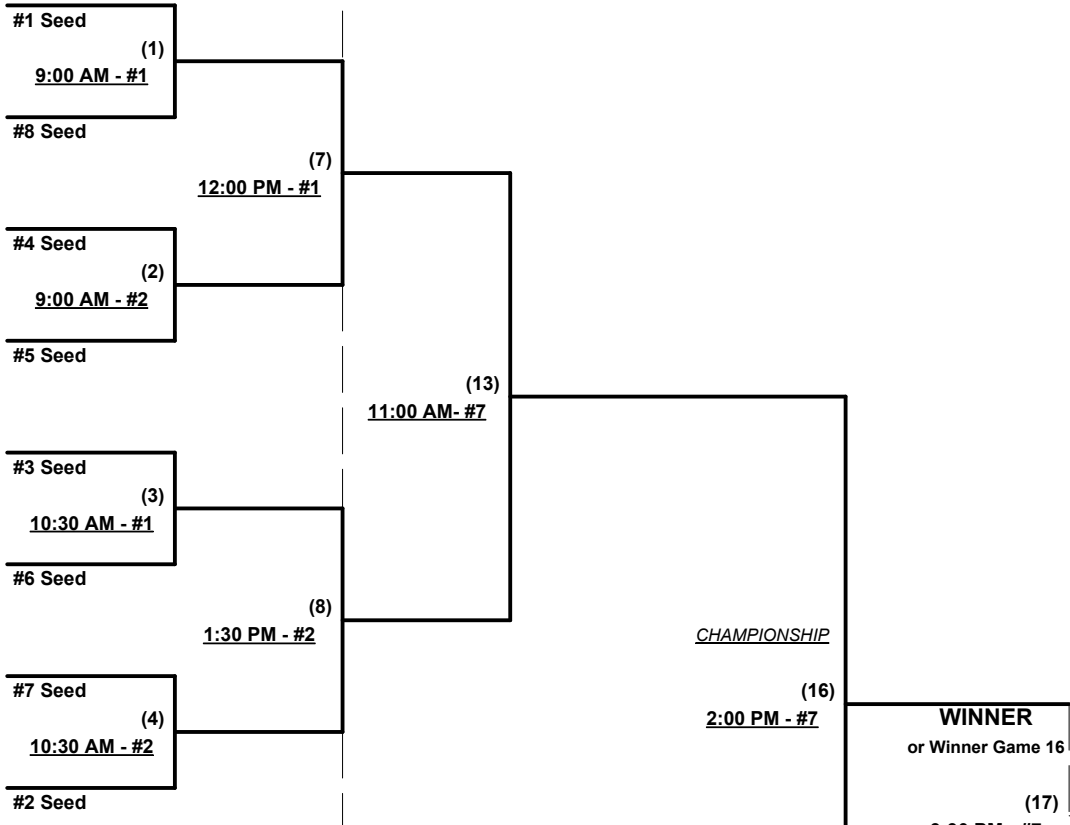 #1 Seed
(1)
9:00 AM - #1
#8 Seed
(7)
12:00 PM - #1
#4 Seed
(2)
9:00 AM - #2
#5 Seed
(13)
11:00 AM- #7
#3 Seed
(3)
10:30 AM - #1
#6 Seed
(8)
1:30 PM - #2
CHAMPIONSHIP
#7 Seed
(4)
10:30 AM - #2
#2 Seed
(16)
2:00 PM - #7
WINNER
or Winner Game 16
(17)